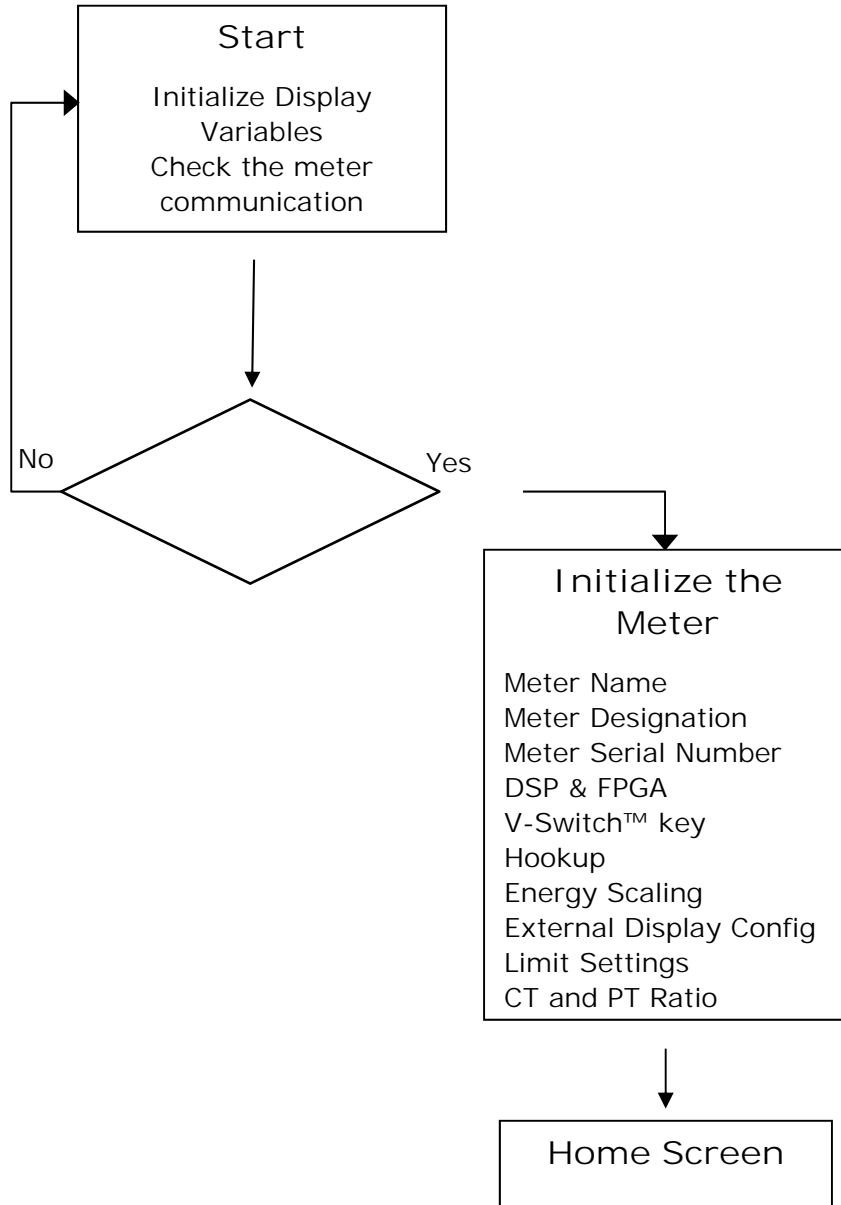 Start
Initialize Display
Variables
Check the meter
communication
No
Yes
Initialize the
Meter
Meter Name
Meter Designation
Meter Serial Number
DSP & FPGA
V-Switch™ key
Hookup
Energy Scaling
External Display Config
Limit Settings
CT and PT Ratio
Home Screen